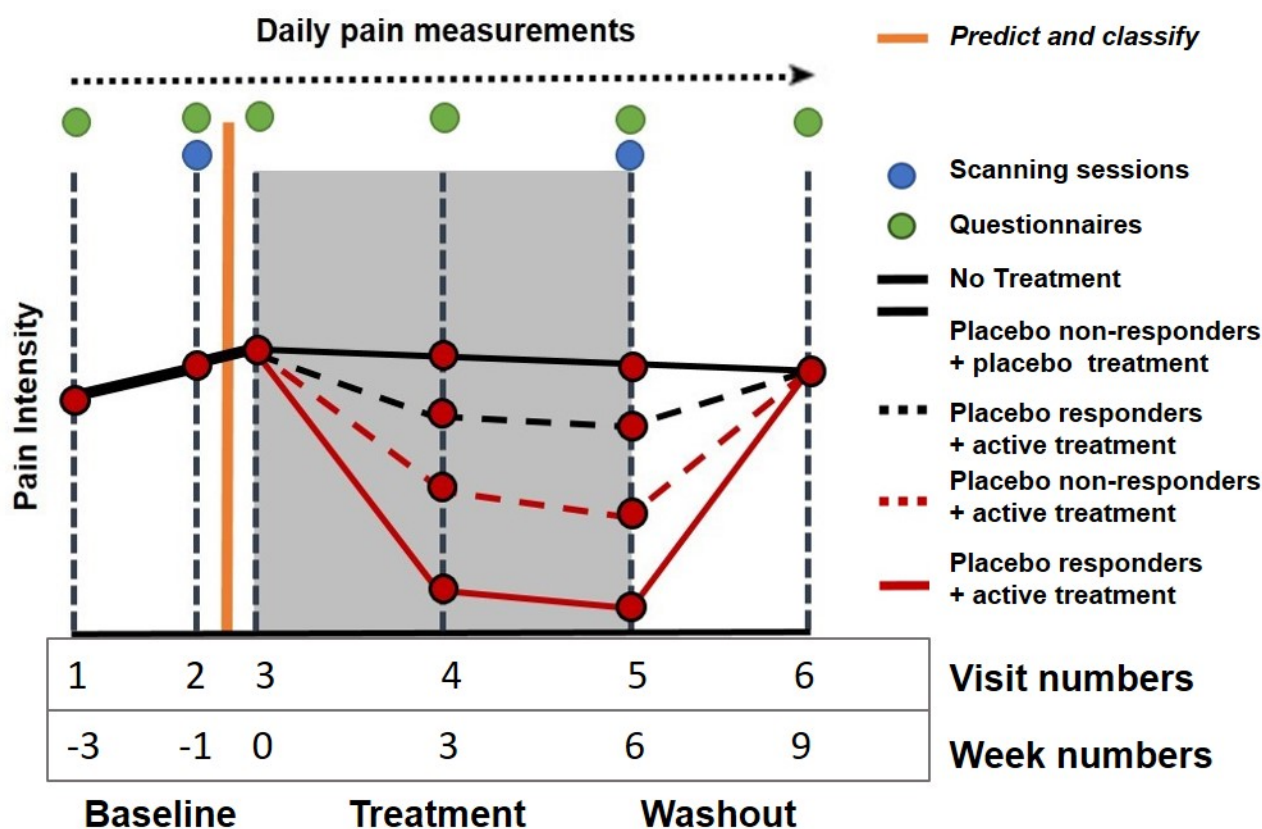 Daily pain measurements
Predict and classify
Scanning sessions
Questionnaires
No Treatment
Placebo non-responders
+ placebo treatment
Placebo responders
+ active treatment
Placebo non-responders
+ active treatment
Placebo responders
+ active treatment
Pain Intensity
1 2 3 4 5 6 Visit numbers
-3 -1 0 3 6 9 Week numbers
Baseline Treatment Washout